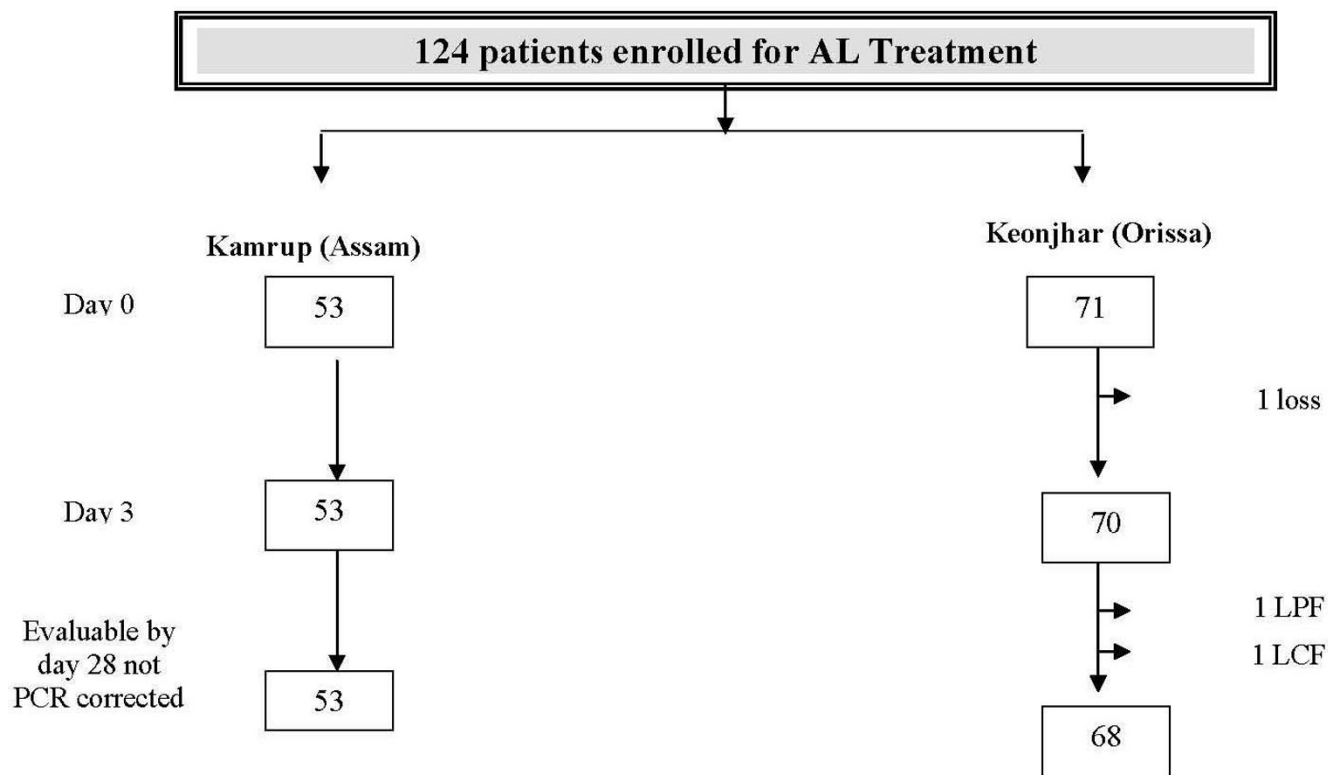 124 patients enrolled for AL Treatment
Kamrup (Assam)
Keonjhar (Orissa)
Day 0
53
71
1 loss
Day 3
53
70
1 LPF
1 LCF
Evaluable by
day 28 not
PCR corrected
53
68